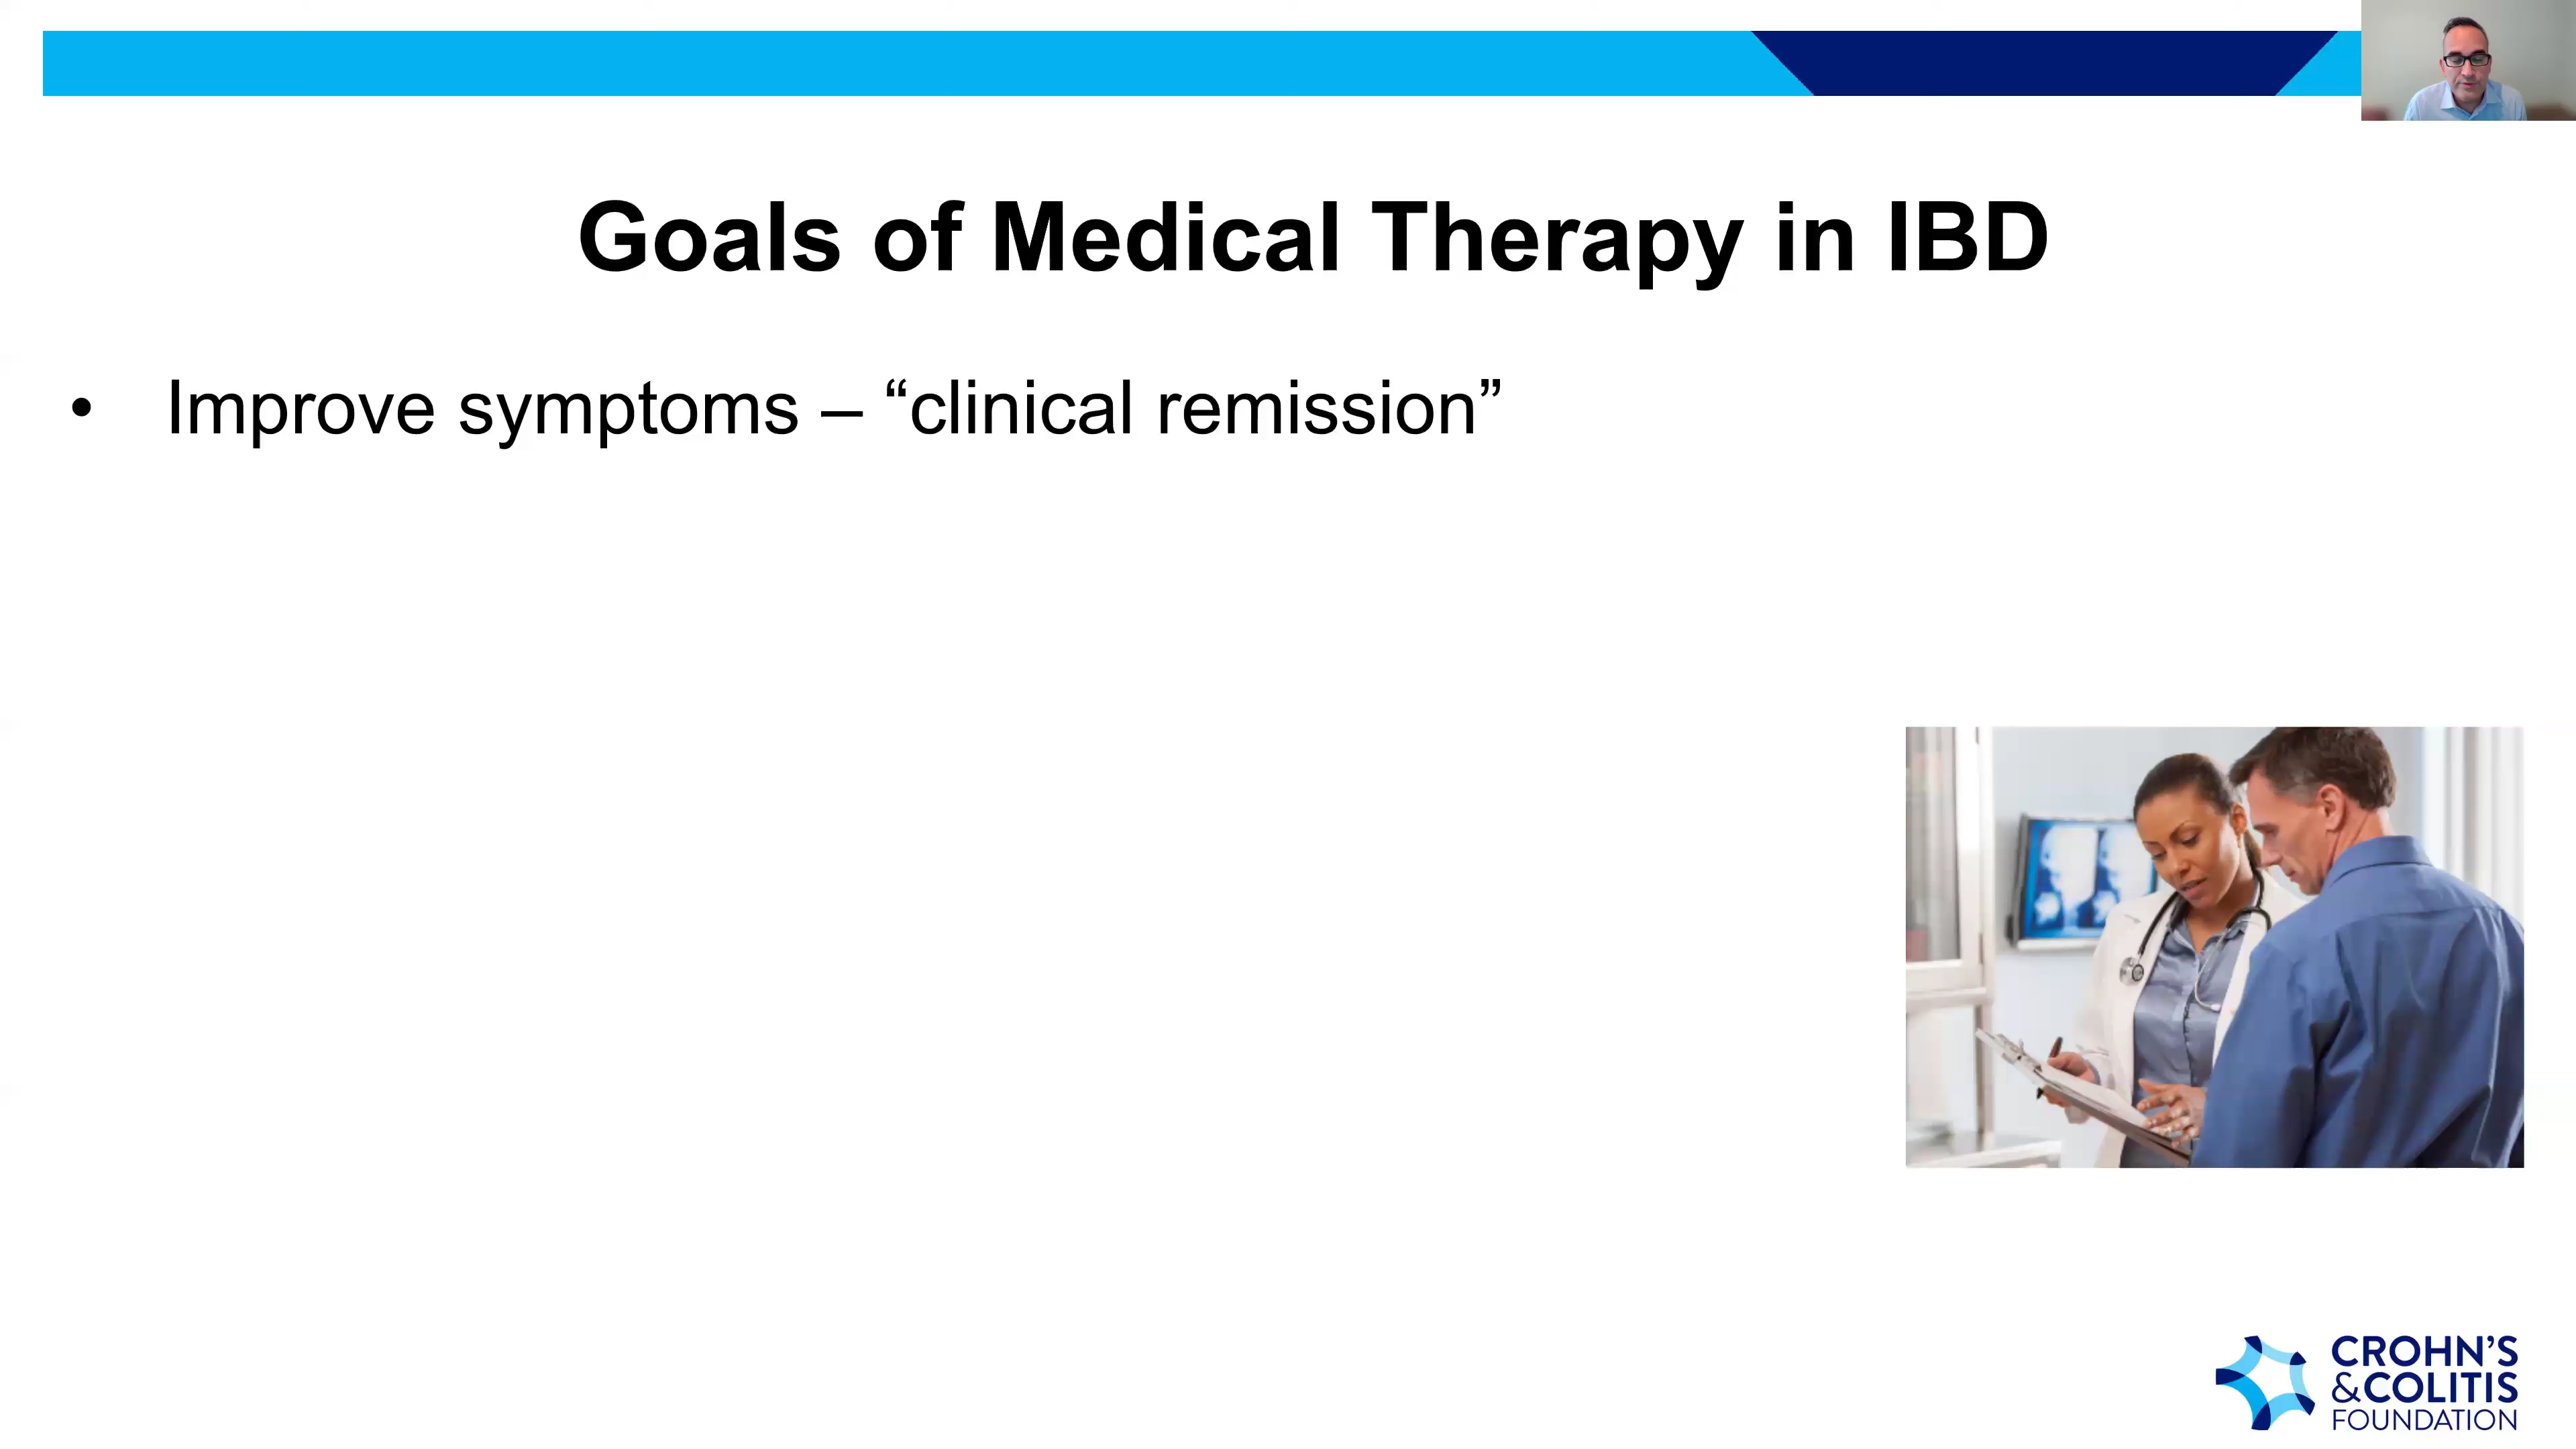 Goals of Medical Therapy in IBD
• Improve symptoms – “clinical remission”
CROHN’S
&COLITIS
FOUNDATION